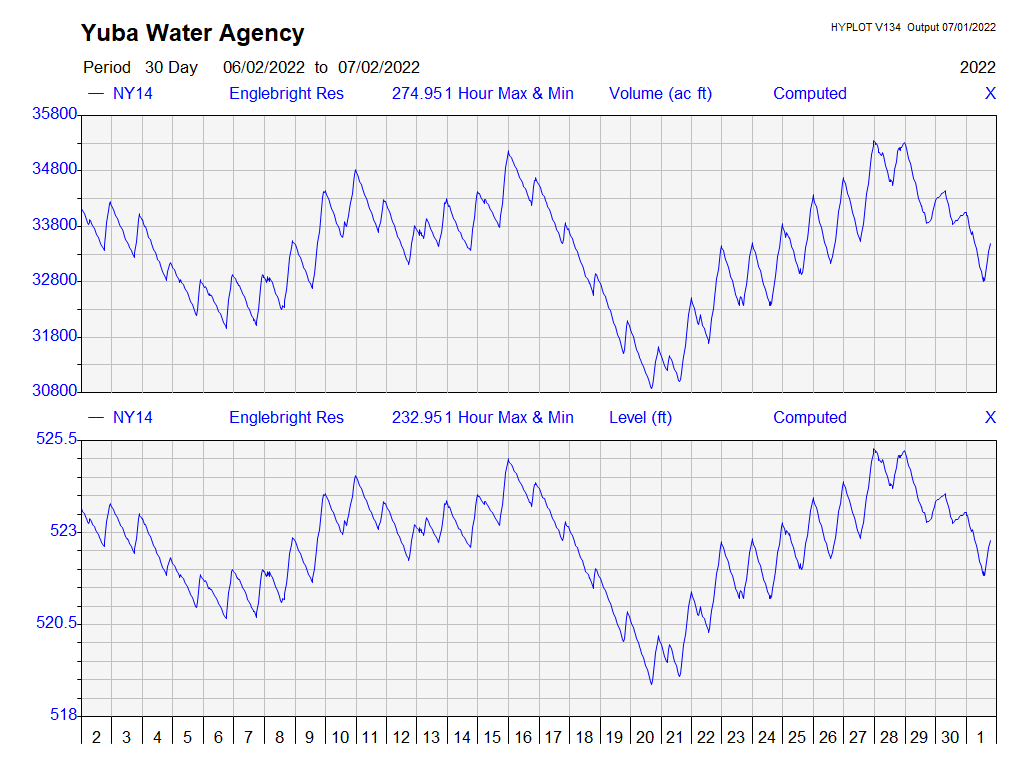 Yuba Water Agency
HYPLOT V134 Output 07/01/2022
Period 30 Day 06/02/2022 to 07/02/2022 2022
— NY14 Englebright Res 274.951 Hour Max & Min Volume (ac ft) Computed X
35800
34800
33800
32800
31800
30800
— NY14 Englebright Res 232.951 Hour Max & Min Level (ft) Computed X
525.5
523
520.5
518
2 3 4 5 6 7 8 9 10 11 12 13 14 15 16 17 18 19 20 21 22 23 24 25 26 27 28 29 30 1